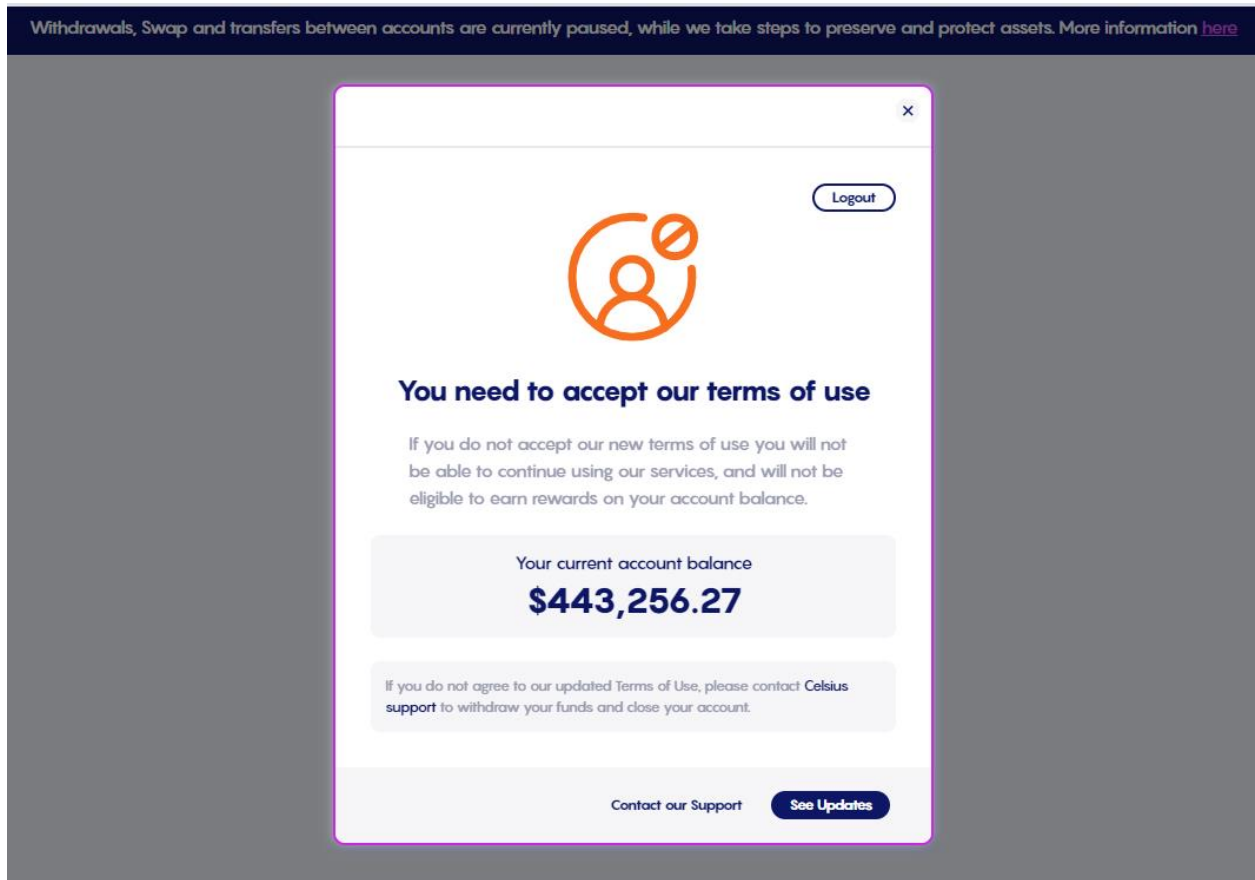 Withdrawals, Swap and transfers between accounts are currently paused, while we take steps to preserve and protect assets. More information here
Logout
You need to accept our terms of use
If you do not accept our new terms of use you will not
be able to continue using our services, and will not be
eligible to earn rewards on your account balance.
Your current account balance
$443,256.27
If you do not agree to our updated Terms of Use, please contact Celsius
support to withdraw your funds and close your account.
Contact our Support
See Updates